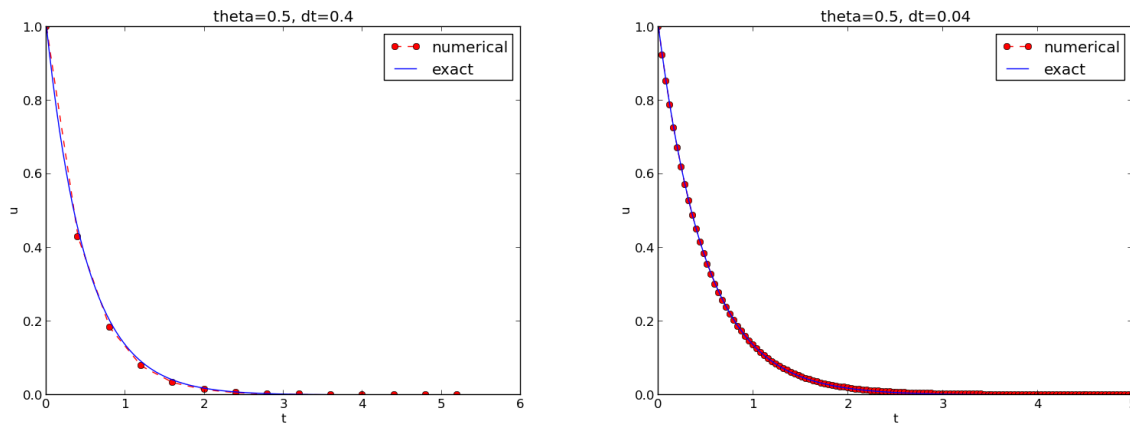 theta=0.5, dt=0.4
1.0
0.8
0.6
0.4
0.2
0.0
u
0 1 2 3 4 5 6
t
numerical
exact
theta=0.5, dt=0.04
1.0
0.8
0.6
0.4
0.2
0.0
u
0 1 2 3 4
t
numerical
exact